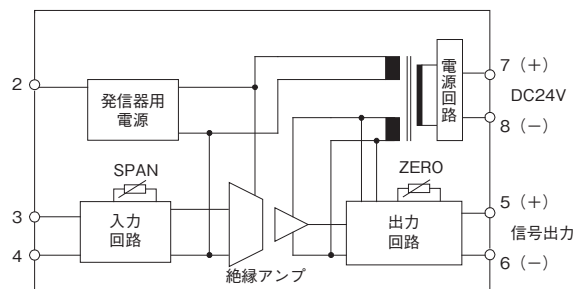 2
発信器用
電源
電源回路
7（+）
DC24V
8（−）
SPAN
ZERO
3
入力
回路
4
出力
回路
5（+）
信号出力
6（−）
絶縁アンプ